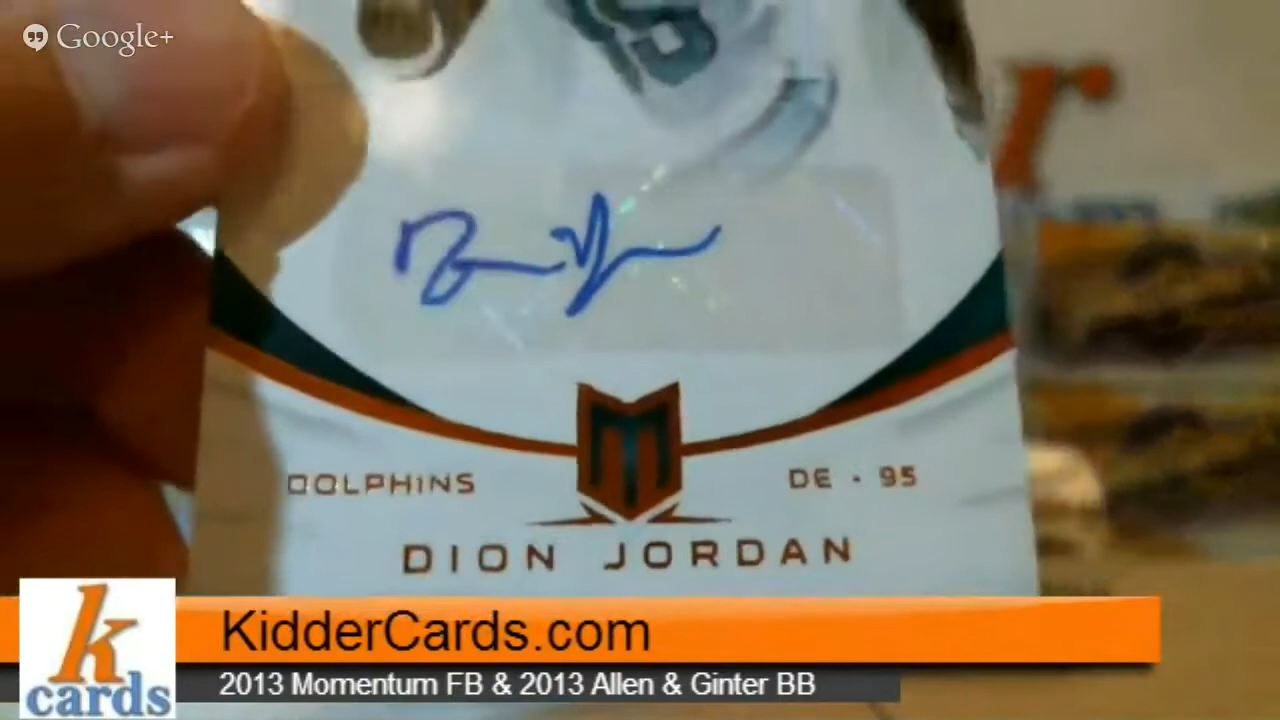 Google+
DOLPHINS
DE - 95
M
DION JORDAN
KidderCards.com
k
cards
2013 Momentum FB & 2013 Allen & Ginter BB